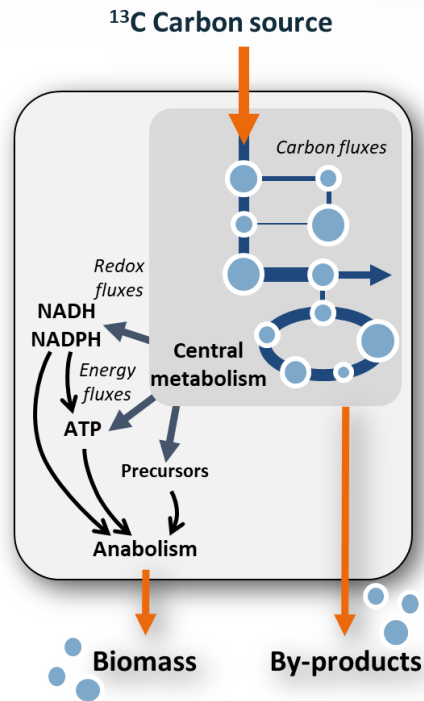 ¹³C Carbon source
Carbon fluxes
Redox
fluxes
NADH
NADPH
Central
metabolism
Energy
fluxes
ATP
Precursors
Anabolism
Biomass
By-products